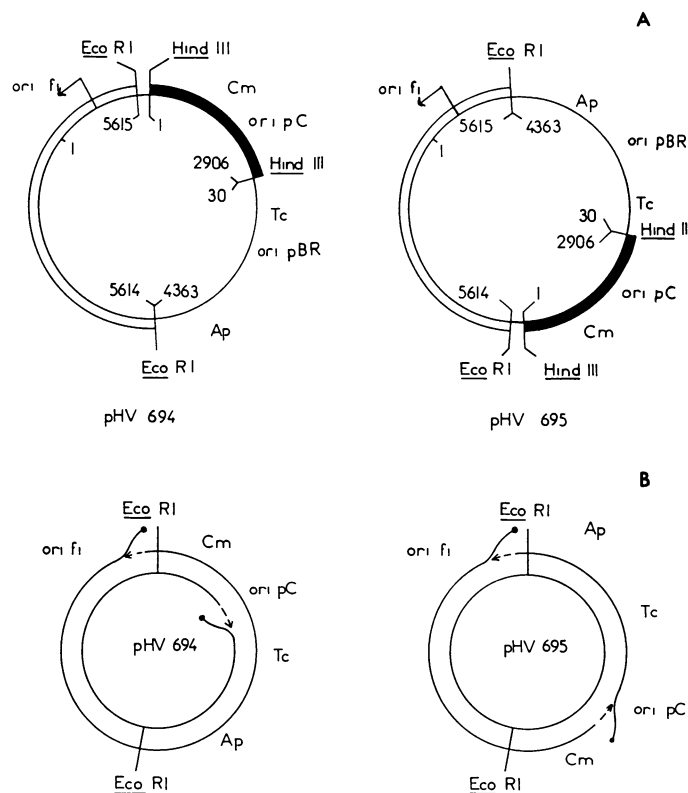 A
Eco RI Hind III
ori f1 Cm
ori pC
5615 1
1
2906 Hind III
30
Tc
ori pBR
5614 4363
Ap
Eco RI
pHV 694
Eco RI
ori f1 Ap
5615 4363
ori pBR
1
Tc
30
Hind II
2906
5614 1
ori pC
Cm
Eco RI Hind III
pHV 695
B
Eco RI
ori f1 Cm
ori pC
pHV 694
Tc
Ap
Eco RI
Eco RI
ori f1 Ap
Tc
pHV 695
ori pC
Cm
Eco RI